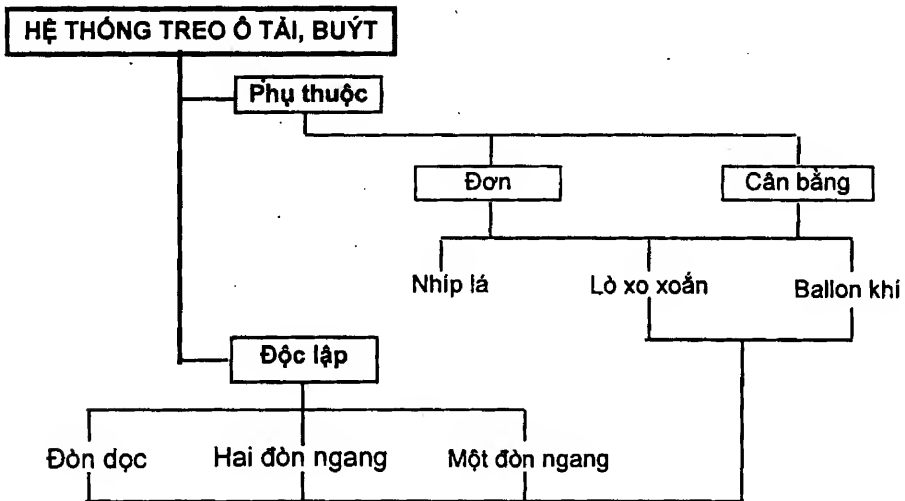 HỆ THỐNG TREO Ô TẢI, BUÝT
Phụ thuộc
Đơn
Cân bằng
Nhíp lá
Lò xo xoắn
Ballon khí
Độc lập
Đòn dọc
Hai đòn ngang
Một đòn ngang